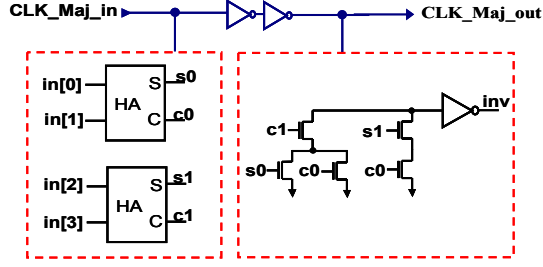 CLK_Maj_in
CLK_Maj_out
in[0]
in[1]
HA
S
C
s0
c0
in[2]
in[3]
HA
S
C
s1
c1
c1
s0
c0
s1
c0
inv